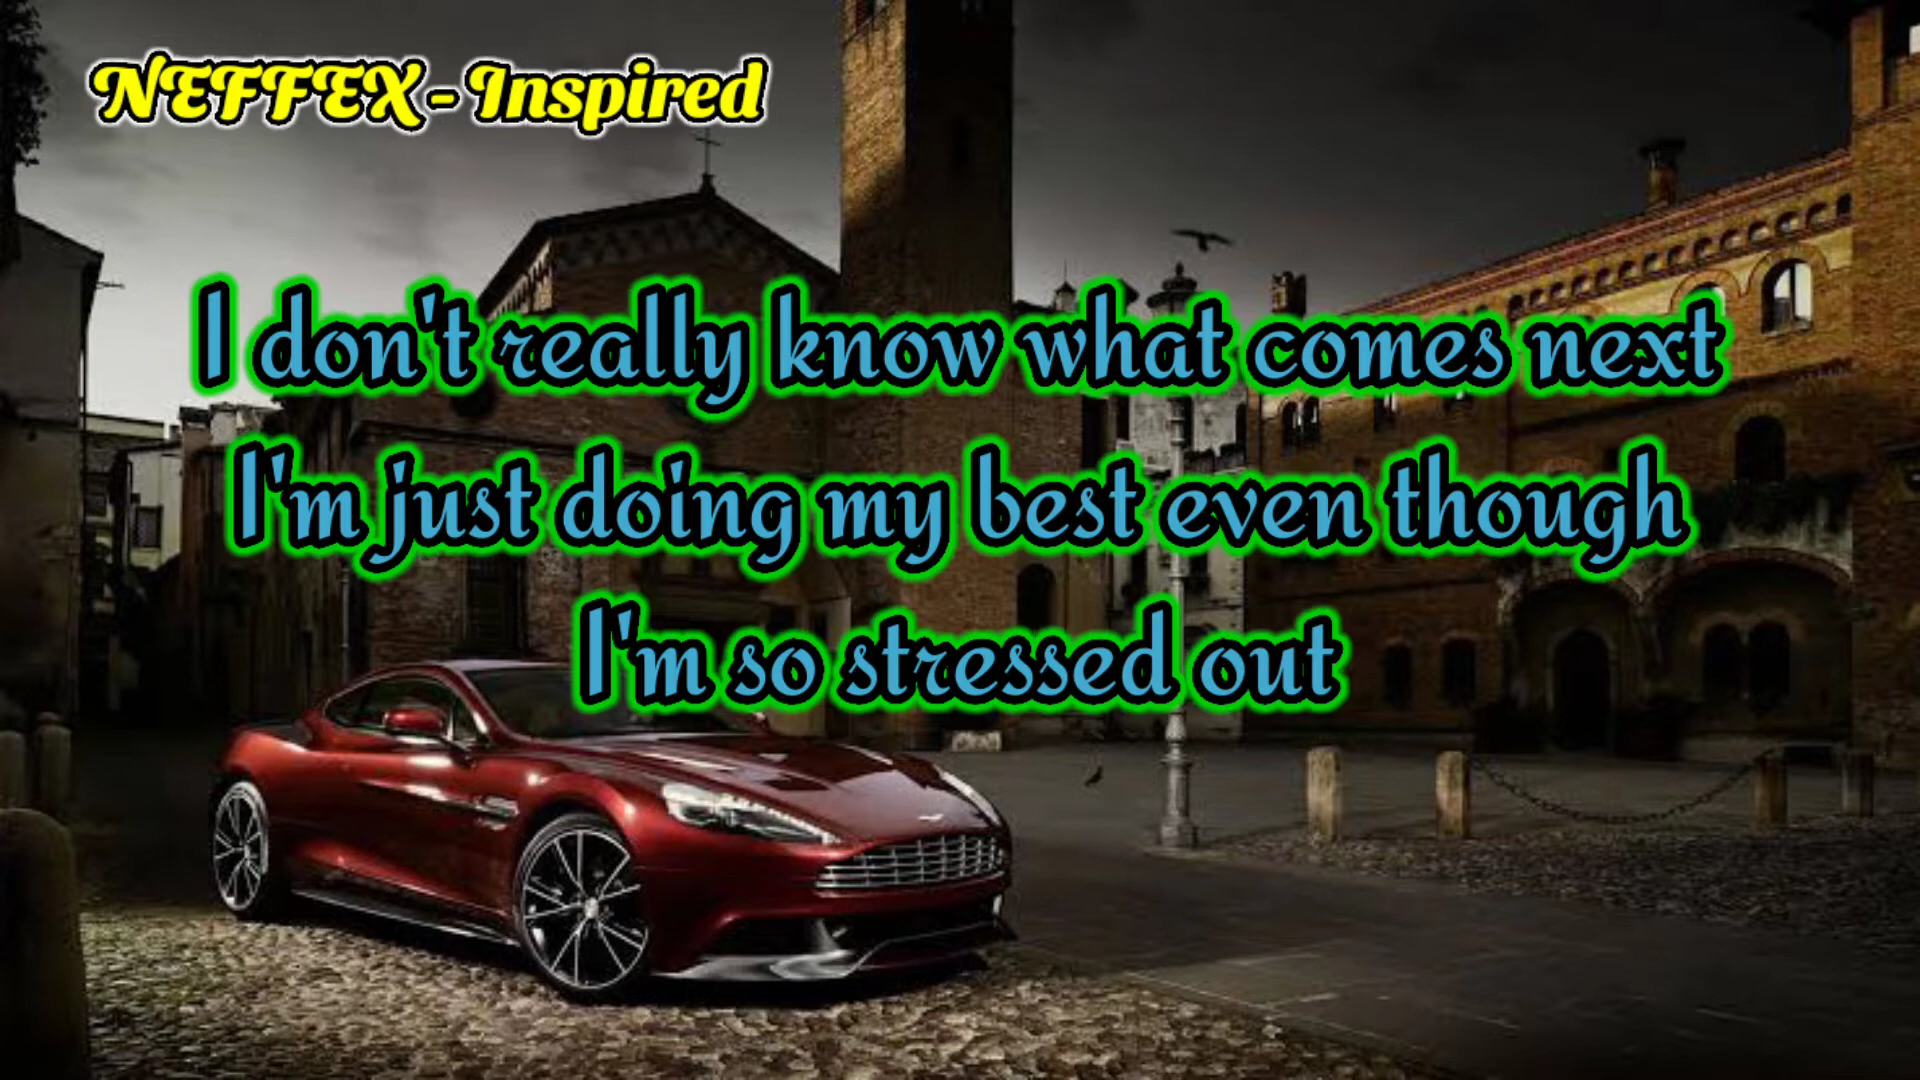 NEFFEX - Inspired
I don't really know what comes next
I'm just doing my best even though
I'm so stressed out